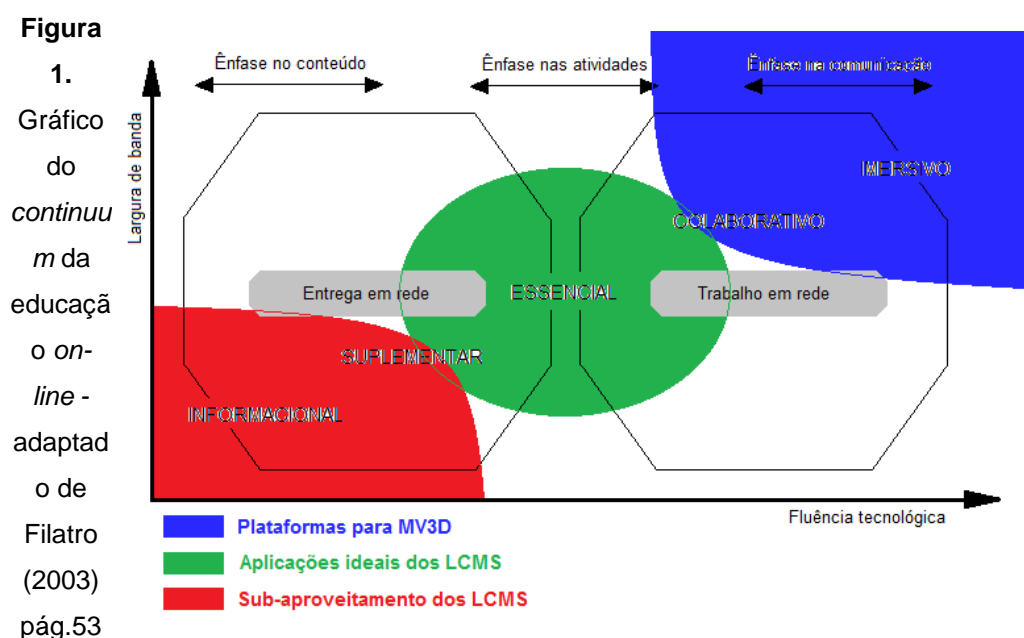 Figura
1.
Gráfico
do
continuu
m da
educaçã
o on-
line -
adaptad
o de
Filatro
(2003)
pág.53
Ênfase no conteúdo
Ênfase nas atividades
Ênfase na comunicação
Largura de banda
IMERSIVO
COLABORATIVO
Entrega em rede
ESSENCIAL
Trabalho em rede
SUPLEMENTAR
INFORMACIONAL
Fluência tecnológica
Plataformas para MV3D
Aplicações ideais dos LCMS
Sub-aproveitamento dos LCMS